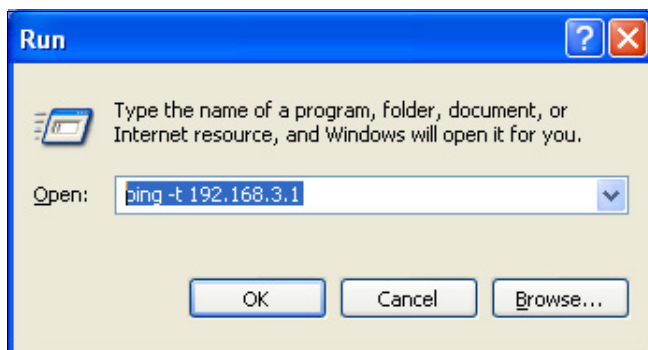 Run
Type the name of a program, folder, document, or
Internet resource, and Windows will open it for you.
Open: ping -t 192.168.3.1
OK Cancel Browse...